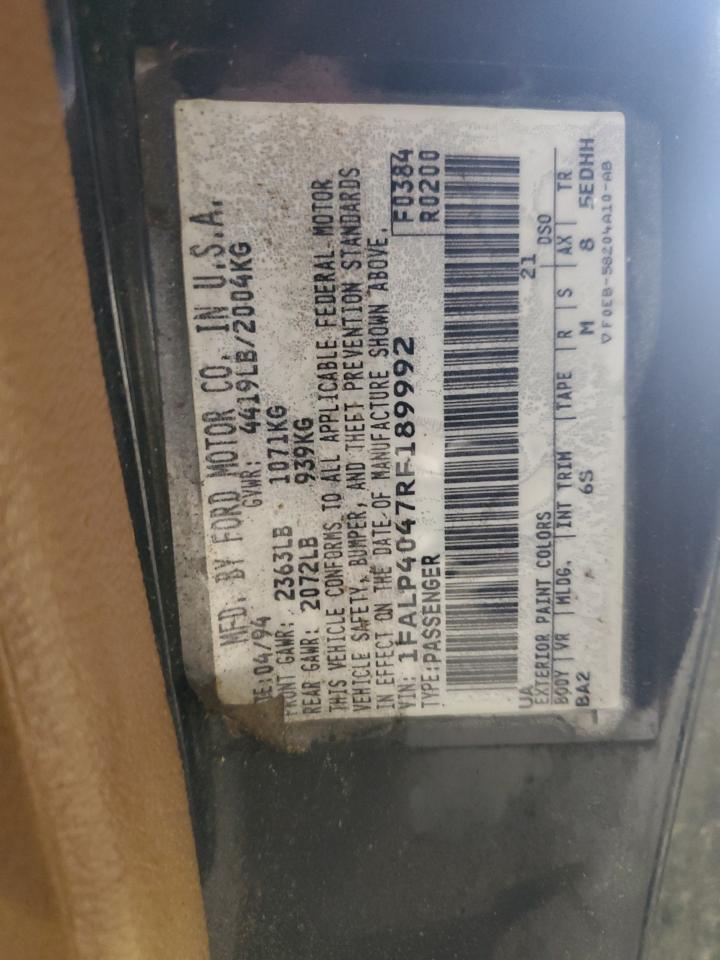 MFD. BY FORD MOTOR CO. IN U.S.A.
TE: 04/94 GVWR: 4419LB/2004KG
FRONT GAWR: 2363LB 1071KG
REAR GAWR: 2072LB 939KG
THIS VEHICLE CONFORMS TO ALL APPLICABLE FEDERAL MOTOR
VEHICLE SAFETY, BUMPER, AND THEFT PREVENTION STANDARDS
IN EFFECT ON THE DATE OF MANUFACTURE SHOWN ABOVE.
VIN: 1FALP4047RF189992 F0384
TYPE: PASSENGER R0200
UA 21
EXTERIOR PAINT COLORS DSO
BODY VR MLDG. INT TRIM TAPE R S AX TR
BA2 6S M 8 5EDHH
▽F0EB-58204A10-AB